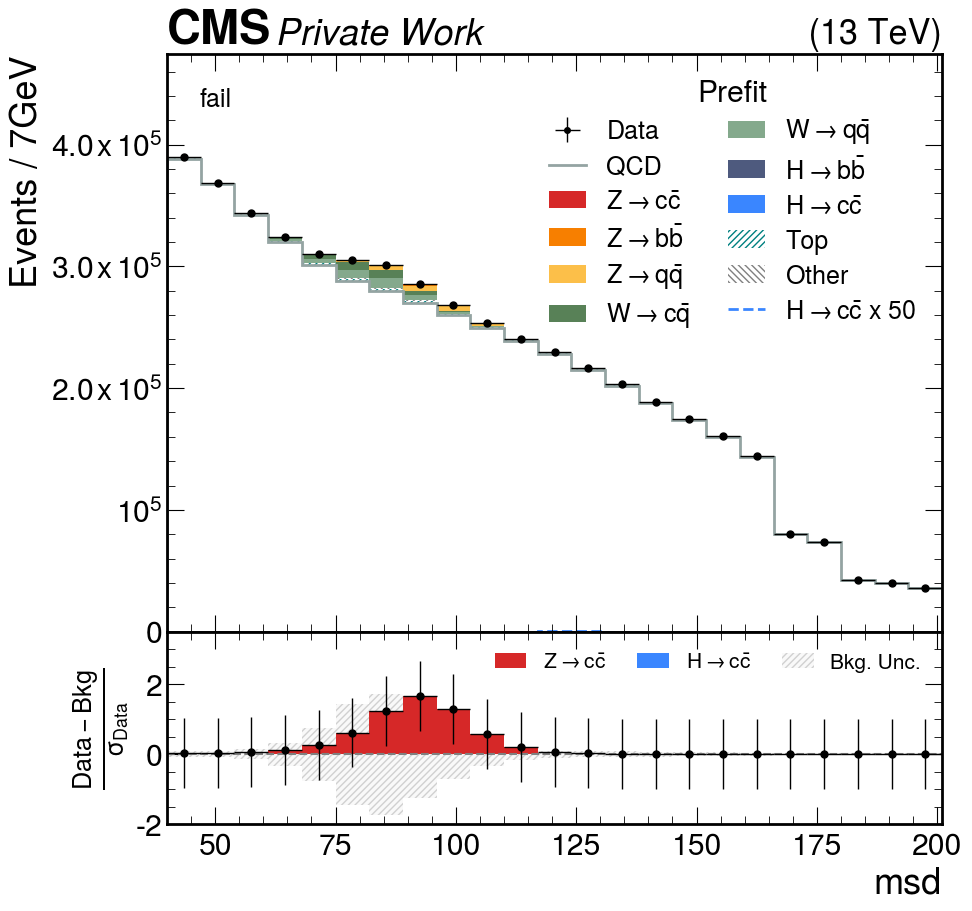 CMS Private Work (13 TeV)
Events / 7GeV
fail
Prefit
Data
QCD
Z → cc̄
Z → bb̄
Z → qq̄
W → cq̄
W → qq̄
H → bb̄
H → cc̄
Top
Other
H → cc̄ x 50
4.0 x 10⁵
3.0 x 10⁵
2.0 x 10⁵
10⁵
0
Z → cc̄ H → cc̄ Bkg. Unc.
Data − Bkg
σData
2
0
-2
50 75 100 125 150 175 200
msd